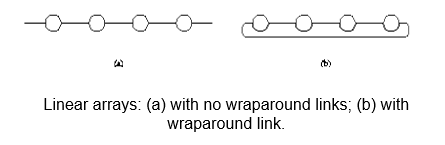 (a) (b)
Linear arrays: (a) with no wraparound links; (b) with
wraparound link.